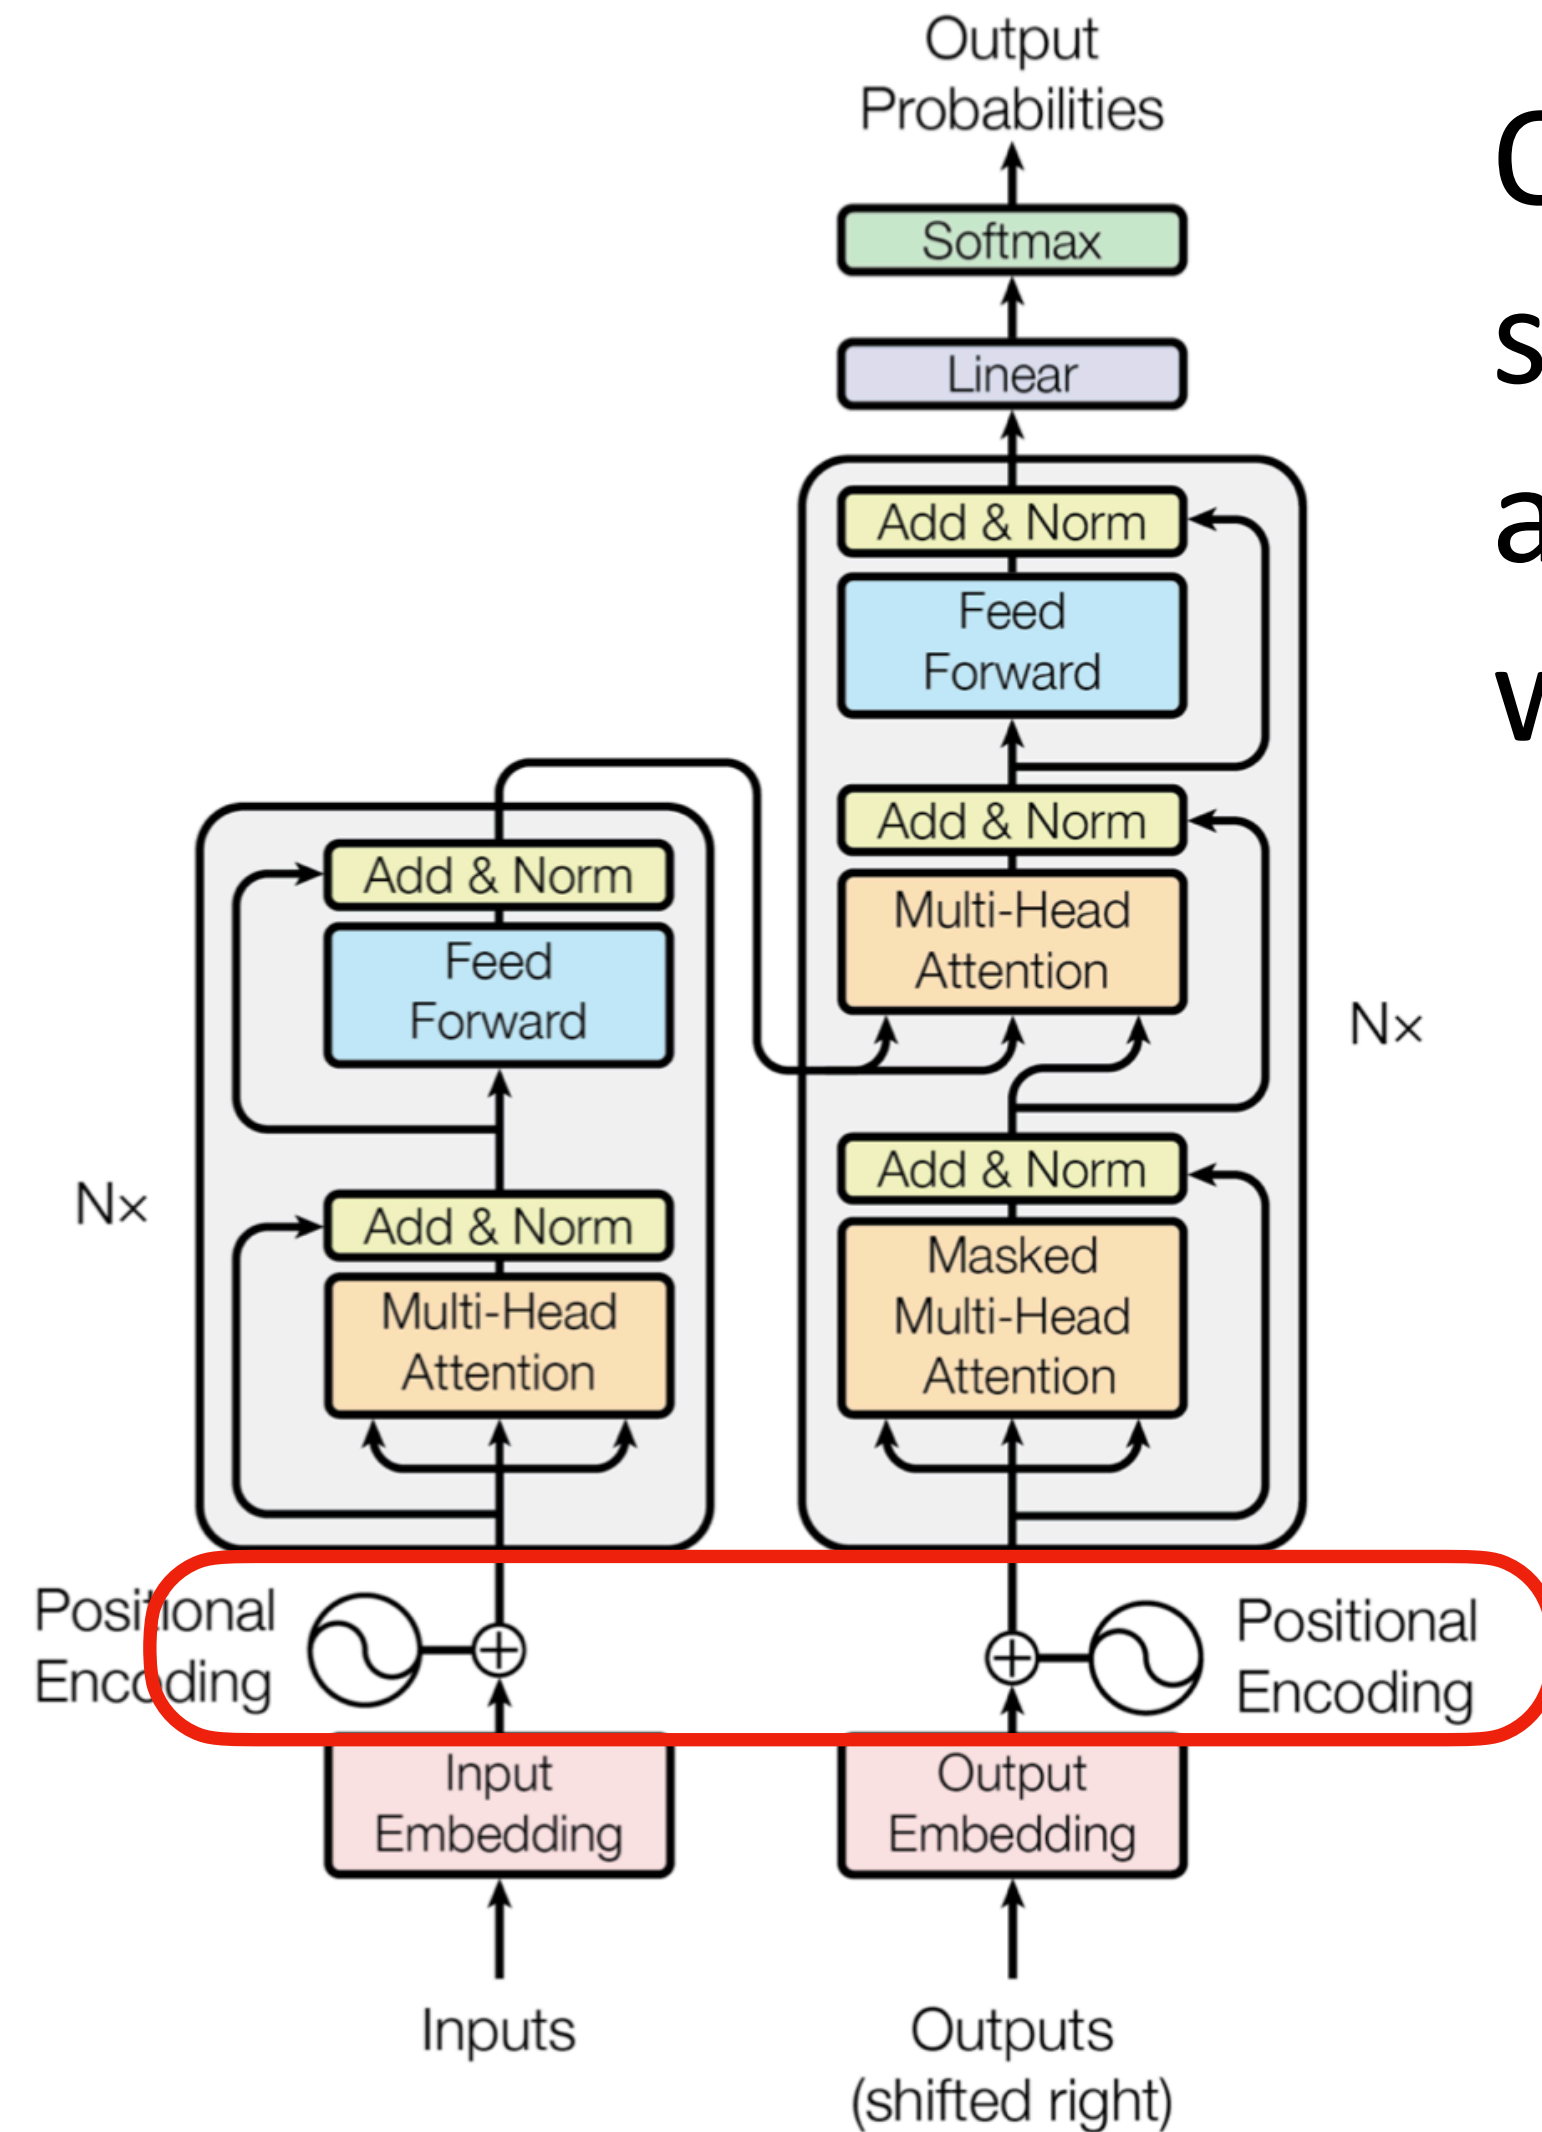 Output
Probabilities
Softmax
Linear
Add & Norm
Feed
Forward
Add & Norm
Multi-Head
Attention
Nx
Add & Norm
Masked
Multi-Head
Attention
Add & Norm
Feed
Forward
Nx
Add & Norm
Multi-Head
Attention
Positional
Encoding
Positional
Encoding
Input
Embedding
Output
Embedding
Inputs
Outputs
(shifted right)
s
a